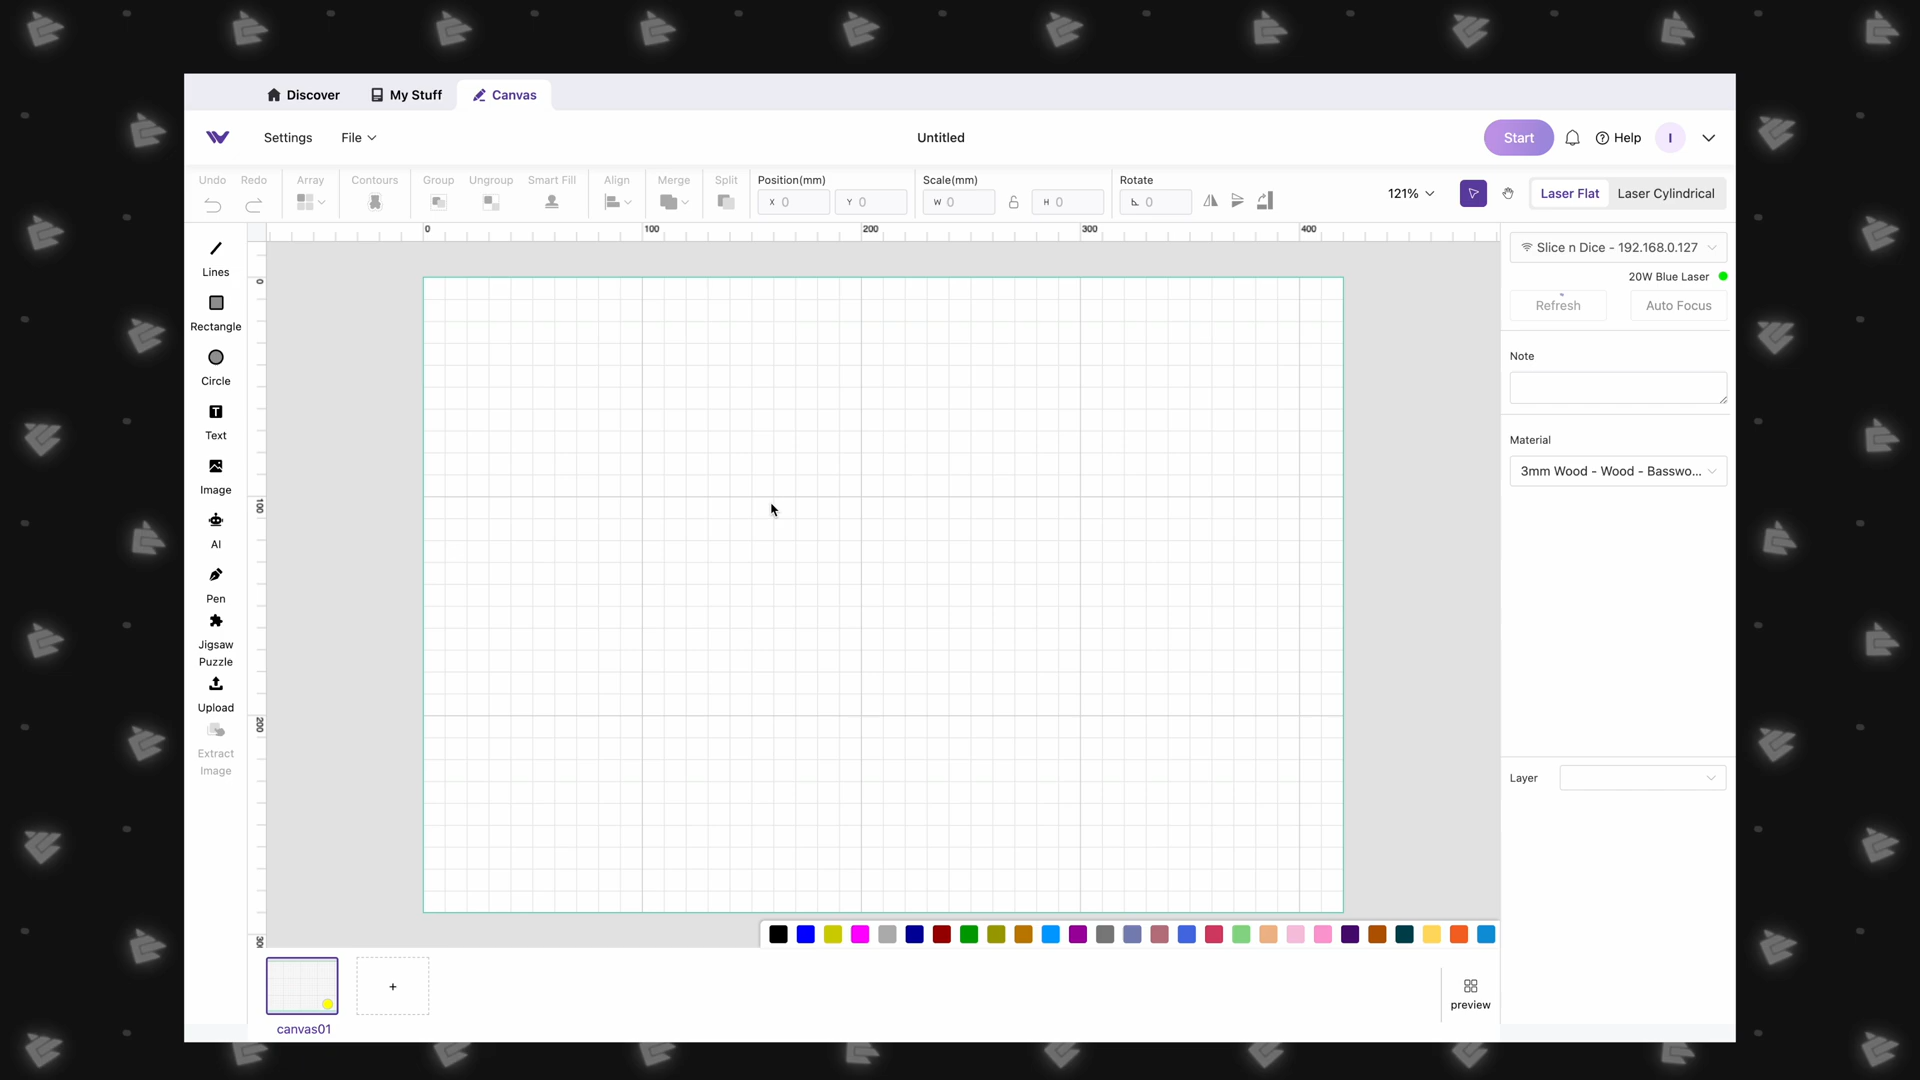 Discover My Stuff Canvas
Settings File Untitled Start Help I
Undo Redo Array Contours Group Ungroup Smart Fill Align Merge Split Position(mm) Scale(mm) Rotate
X 0 Y 0 W 0 H 0 0
121% Laser Flat Laser Cylindrical
0 100 200 300 400
0
100
200
30
Lines
Rectangle
Circle
T
Text
Image
AI
Pen
Jigsaw
Puzzle
Upload
Extract
Image
Slice n Dice - 192.168.0.127
20W Blue Laser
Refresh Auto Focus
Note
Material
3mm Wood - Wood - Basswo...
Layer
+
canvas01
preview